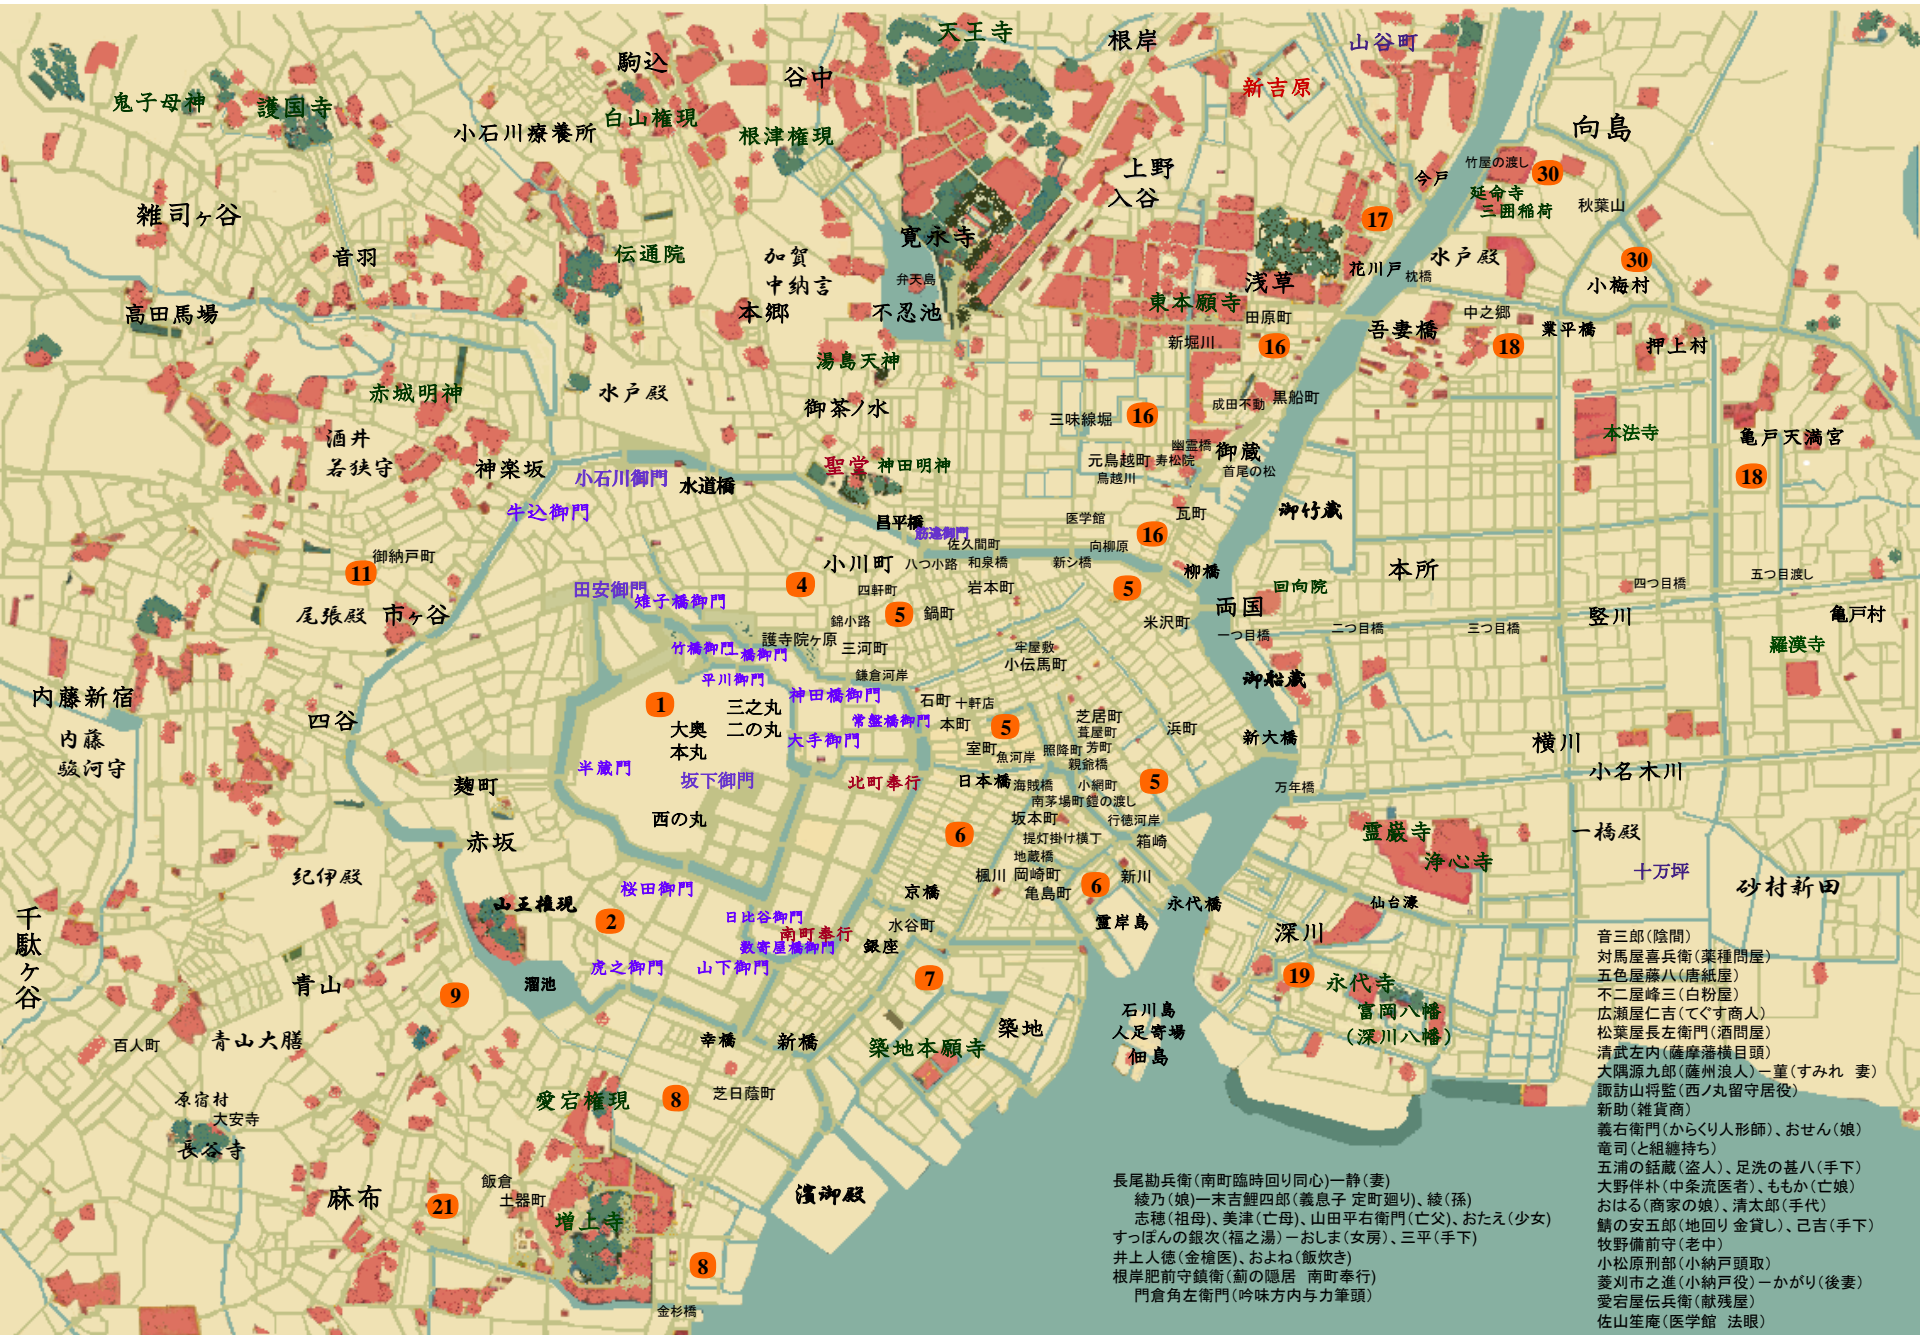 天王寺
根岸
山谷町
駒込
谷中
新吉原
鬼子母神
護国寺
白山権現
小石川療養所
根津権現
向島
竹屋の渡し
30
上野
入谷
今戸
延命寺
三囲稲荷
秋葉山
雑司ヶ谷
17
寛永寺
音羽
伝通院
加賀
中納言
弁天島
浅草
花川戸
枕橋
水戸殿
30
小梅村
高田馬場
本郷
不忍池
東本願寺
田原町
吾妻橋
中之郷
業平橋
新堀川
16
18
押上村
湯島天神
赤城明神
水戸殿
御茶ノ水
三味線堀
16
成田不動
黒船町
本法寺
亀戸天満宮
酒井
若狭守
神楽坂
聖堂
神田明神
幽霊橋
御蔵
元鳥越町
寿松院
首尾の松
鳥越川
18
小石川御門
水道橋
牛込御門
昌平橋
筋違御門
医学館
瓦町
御竹蔵
16
佐久間町
向柳原
御納戸町
11
小川町
八つ小路
和泉橋
新シ橋
柳橋
本所
田安御門
雉子橋御門
4
四軒町
岩本町
5
回向院
四つ目橋
五つ目渡し
尾張殿
市ヶ谷
錦小路
5
鍋町
米沢町
両国
一つ目橋
二つ目橋
三つ目橋
竪川
亀戸村
竹橋御門
一橋御門
護寺院ヶ原
三河町
牢屋敷
小伝馬町
羅漢寺
平川御門
鎌倉河岸
御船蔵
内藤新宿
四谷
1
三之丸
二の丸
神田橋御門
石町
十軒店
大奥
本丸
大手御門
常盤橋御門
本町
5
芝居町
葺屋町
浜町
新大橋
内藤
駿河守
室町
魚河岸
照降町
芳町
親爺橋
横川
半蔵門
坂下御門
北町奉行
日本橋
海賊橋
小網町
5
小名木川
麹町
南茅場町
鎧の渡し
万年橋
西の丸
坂本町
行徳河岸
赤坂
6
提灯掛け横丁
箱崎
霊巌寺
一橋殿
地蔵橋
浄心寺
紀伊殿
楓川
岡崎町
新川
十万坪
桜田御門
京橋
亀島町
6
永代橋
仙台濠
砂村新田
山王権現
2
日比谷御門
水谷町
霊岸島
深川
千駄ヶ谷
南町奉行
数寄屋橋御門
銀座
虎之御門
山下御門
7
19
永代寺
青山
9
溜池
石川島
人足寄場
佃島
富岡八幡
(深川八幡)
百人町
青山大膳
幸橋
新橋
築地
築地本願寺
原宿村
愛宕権現
8
芝日蔭町
大安寺
長谷寺
飯倉
土器町
麻布
21
増上寺
濱御殿
8
金杉橋
長尾勘兵衛(南町臨時回り同心)―静(妻)
綾乃(娘)―末吉鯉四郎(義息子 定町廻り)、綾(孫)
志穂(祖母)、美津(亡母)、山田平右衛門(亡父)、おたえ(少女)
すっぽんの銀次(福之湯)―おしま(女房)、三平(手下)
井上人徳(金槍医)、およね(飯炊き)
根岸肥前守鎮衛(薊の隠居 南町奉行)
門倉角左衛門(吟味方内与力筆頭)
音三郎(陰間)
対馬屋喜兵衛(薬種問屋)
五色屋藤八(唐紙屋)
不二屋峰三(白粉屋)
広瀬屋仁吉(てぐす商人)
松葉屋長左衛門(酒問屋)
清武左内(薩摩藩横目頭)
大隅源九郎(薩州浪人)―菫(すみれ 妻)
諏訪山将監(西ノ丸留守居役)
新助(雑貨商)
義右衛門(からくり人形師)、おせん(娘)
竜司(と組纏持ち)
五浦の銛蔵(盗人)、足洗の甚八(手下)
大野伴朴(中条流医者)、ももか(亡娘)
おはる(商家の娘)、清太郎(手代)
鯖の安五郎(地回り 金貸し)、己吉(手下)
牧野備前守(老中)
小松原刑部(小納戸頭取)
菱刈市之進(小納戸役)―かがり(後妻)
愛宕屋伝兵衛(献残屋)
佐山笙庵(医学館 法眼)